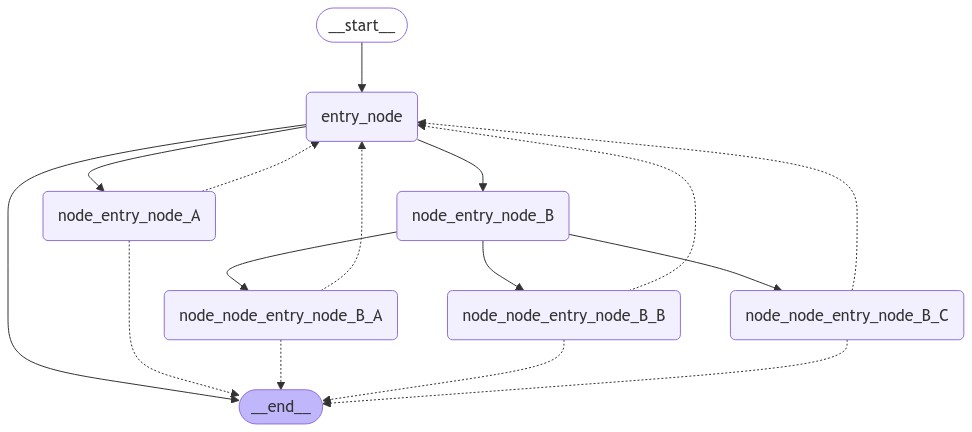 __start__
entry_node
node_entry_node_A
node_entry_node_B
node_node_entry_node_B_A
node_node_entry_node_B_B
node_node_entry_node_B_C
__end__